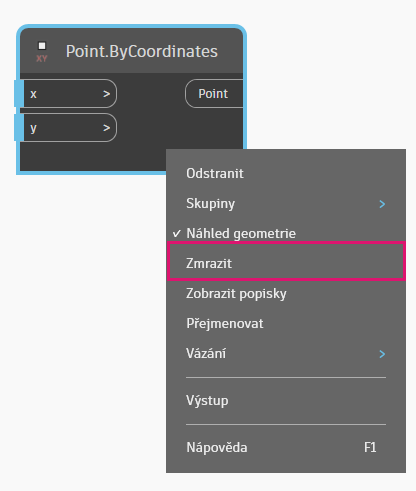 Point.ByCoordinates
XY
x >
Point
y >
Odstranit
Skupiny >
✓ Náhled geometrie
Zmrazit
Zobrazit popisky
Přejmenovat
Vázání >
Výstup
Nápověda F1